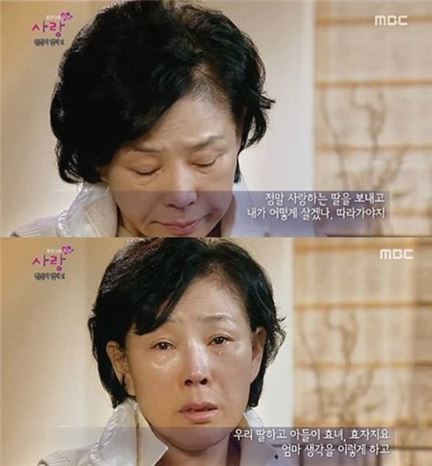 사랑
MBC
정말 사랑하는 딸을 보내고
내가 어떻게 살겠나, 따라가야지
사랑
MBC
우리 딸하고 아들이 효녀, 효자지요
엄마 생각을 이렇게 하고